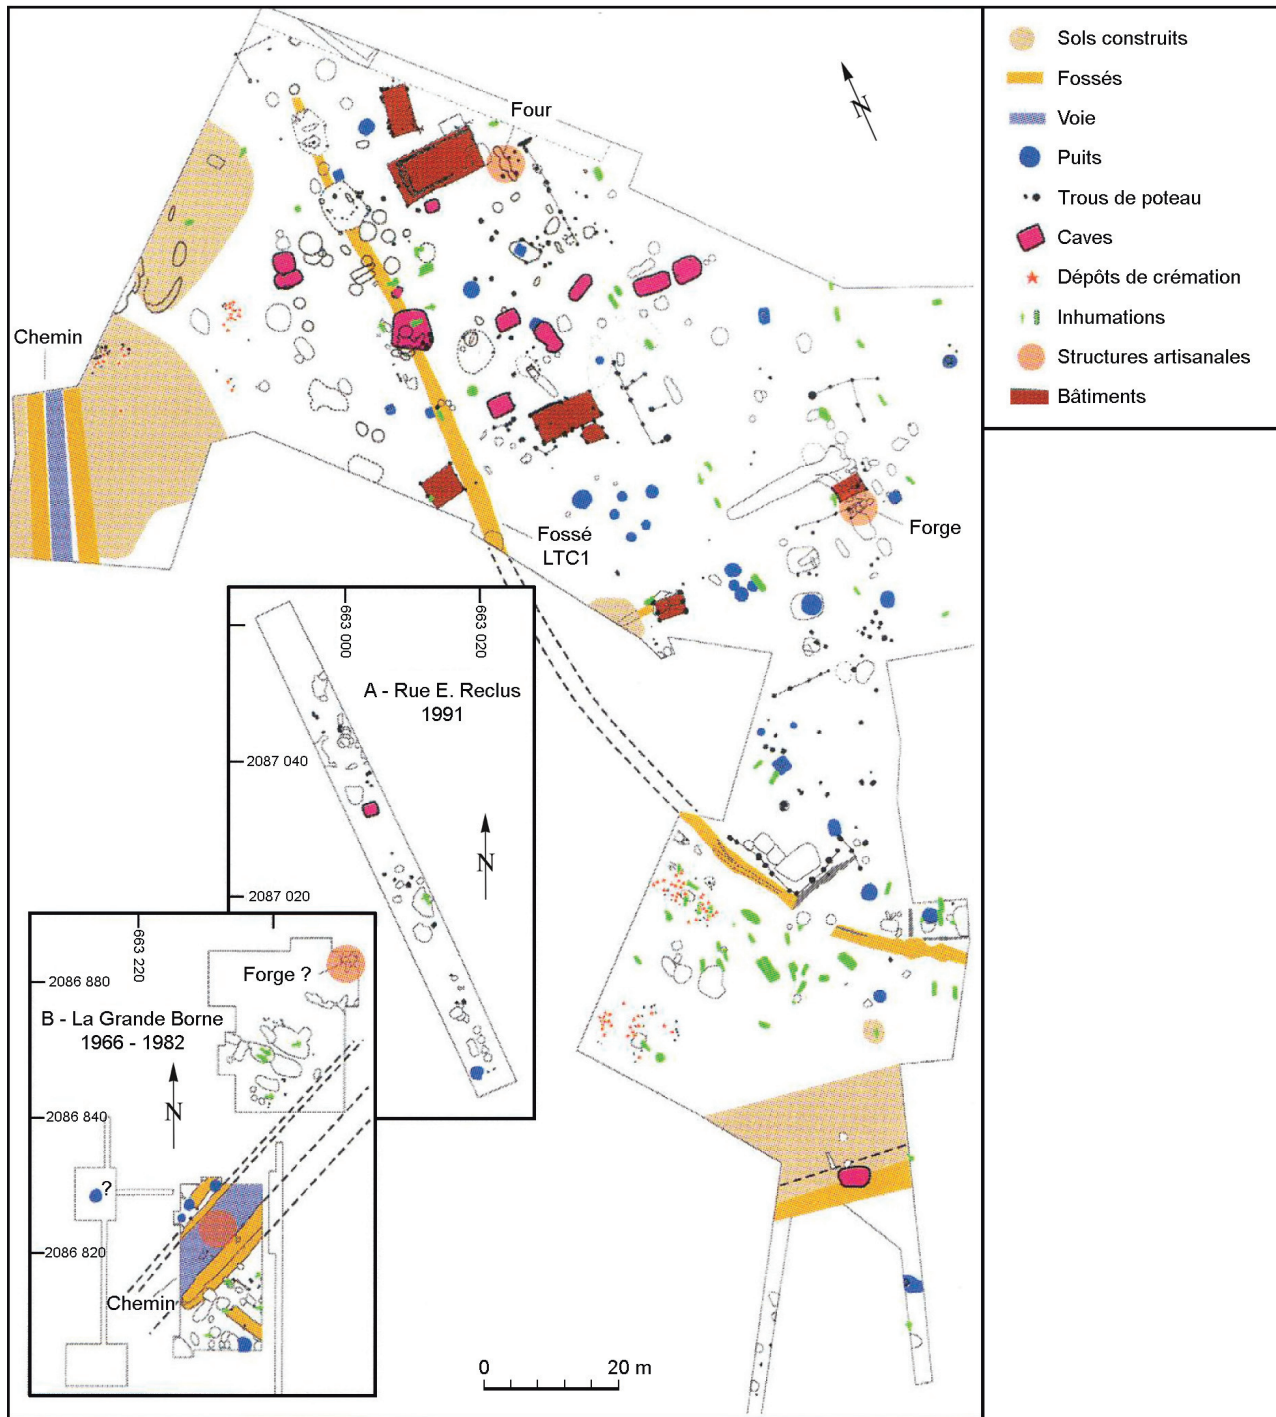 Sols construits
Fossés
Voie
Puits
Trous de poteau
Caves
Dépôts de crémation
Inhumations
Structures artisanales
Bâtiments
N
Four
Chemin
Fossé
LTC1
Forge
663 000
663 020
A - Rue E. Reclus
1991
2087 040
N
2087 020
663 220
Forge ?
2086 880
B - La Grande Borne
1966 - 1982
N
2086 840
?
2086 820
Chemin
0
20 m